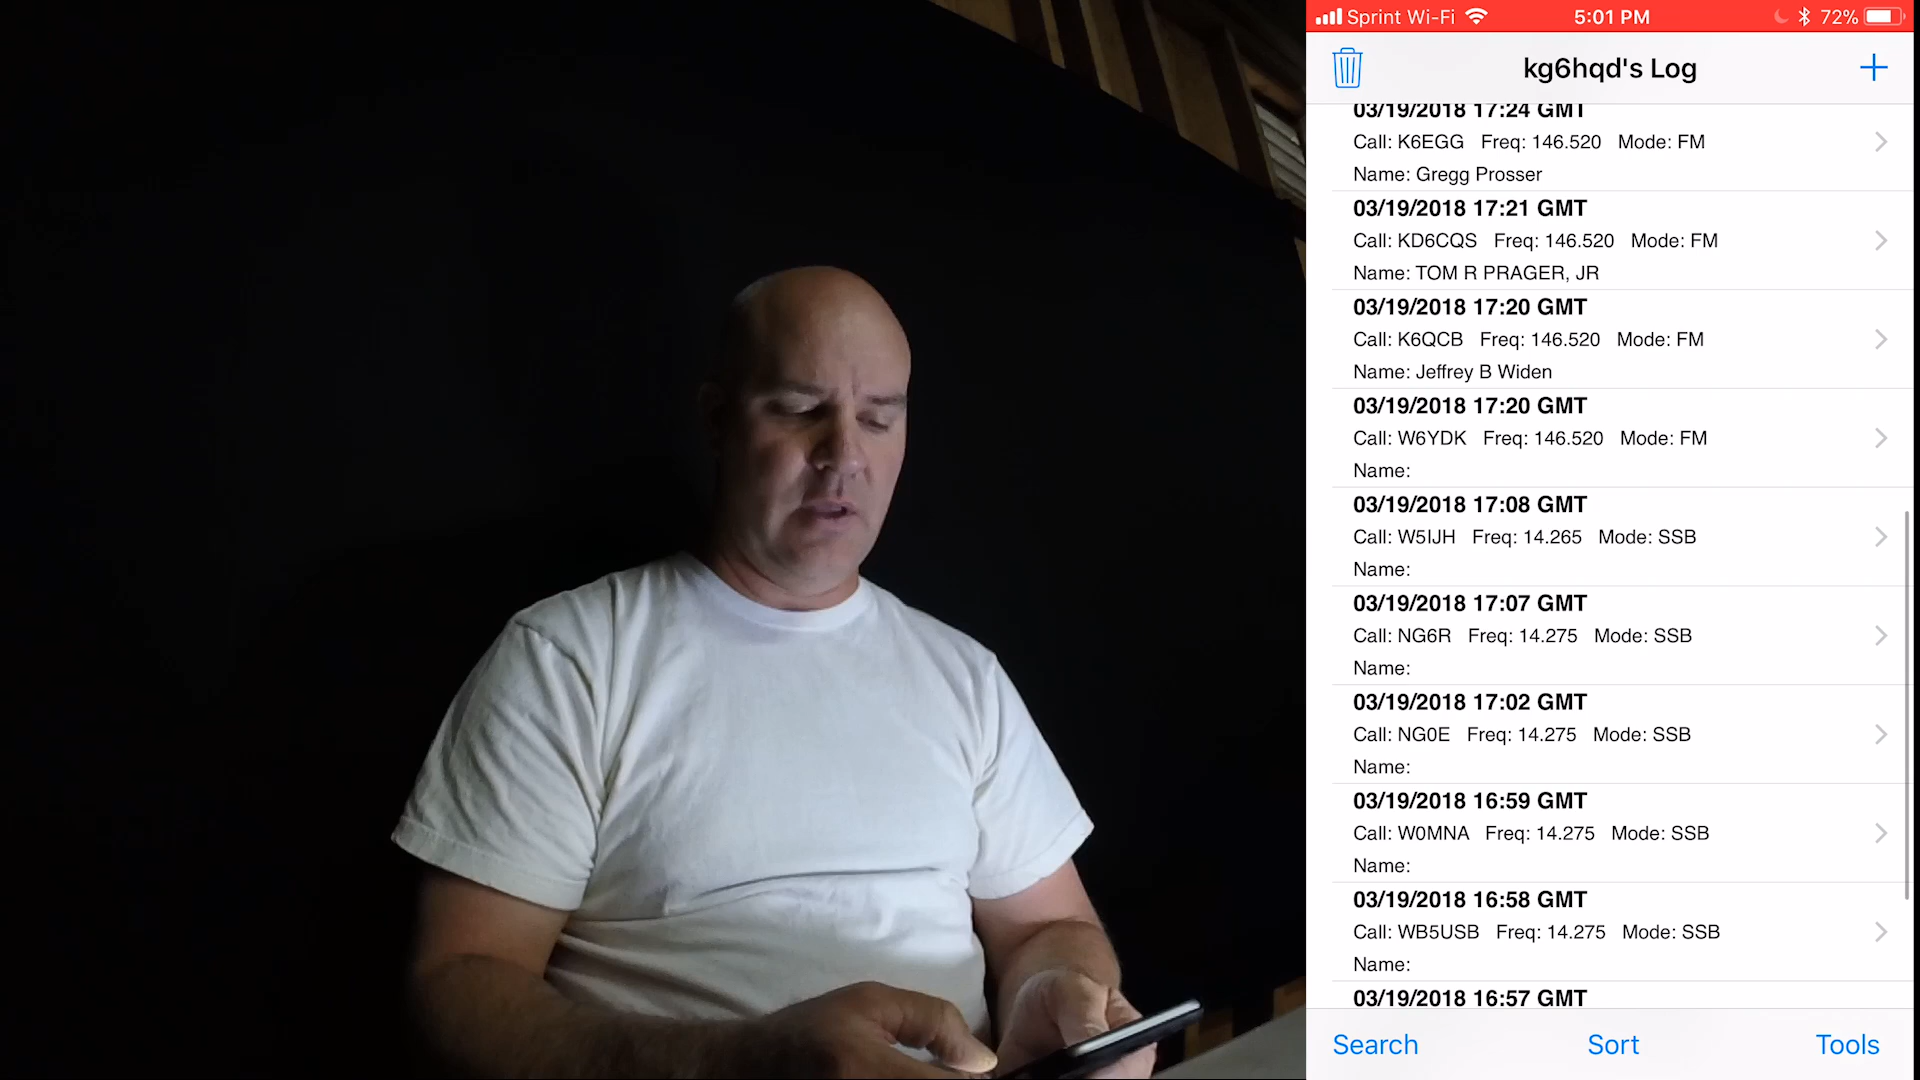 Sprint Wi-Fi 5:01 PM 72%
kg6hqd's Log
03/19/2018 17:24 GMT
Call: K6EGG Freq: 146.520 Mode: FM
Name: Gregg Prosser
03/19/2018 17:21 GMT
Call: KD6CQS Freq: 146.520 Mode: FM
Name: TOM R PRAGER, JR
03/19/2018 17:20 GMT
Call: K6QCB Freq: 146.520 Mode: FM
Name: Jeffrey B Widen
03/19/2018 17:20 GMT
Call: W6YDK Freq: 146.520 Mode: FM
Name:
03/19/2018 17:08 GMT
Call: W5IJH Freq: 14.265 Mode: SSB
Name:
03/19/2018 17:07 GMT
Call: NG6R Freq: 14.275 Mode: SSB
Name:
03/19/2018 17:02 GMT
Call: NG0E Freq: 14.275 Mode: SSB
Name:
03/19/2018 16:59 GMT
Call: W0MNA Freq: 14.275 Mode: SSB
Name:
03/19/2018 16:58 GMT
Call: WB5USB Freq: 14.275 Mode: SSB
Name:
03/19/2018 16:57 GMT
Search Sort Tools